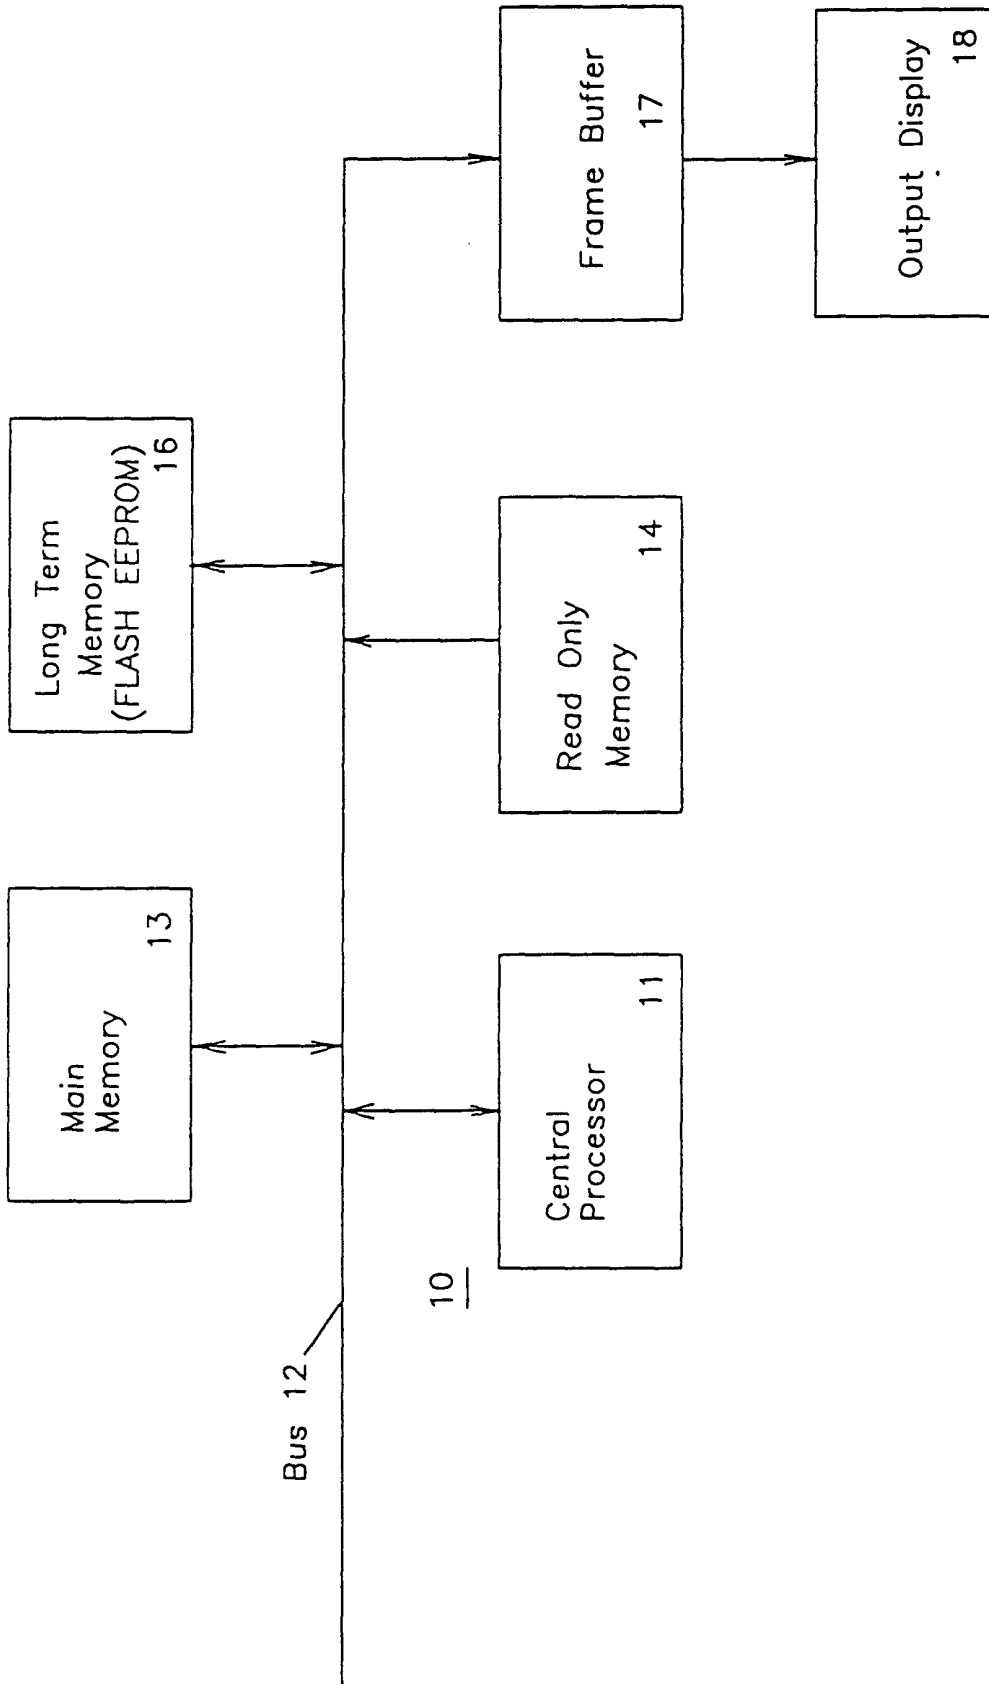 Main
Memory
13
Long Term
Memory
(FLASH EEPROM)
16
Bus 12
10
Central
Processor
11
Read Only
Memory
14
Frame Buffer
17
Output Display
18